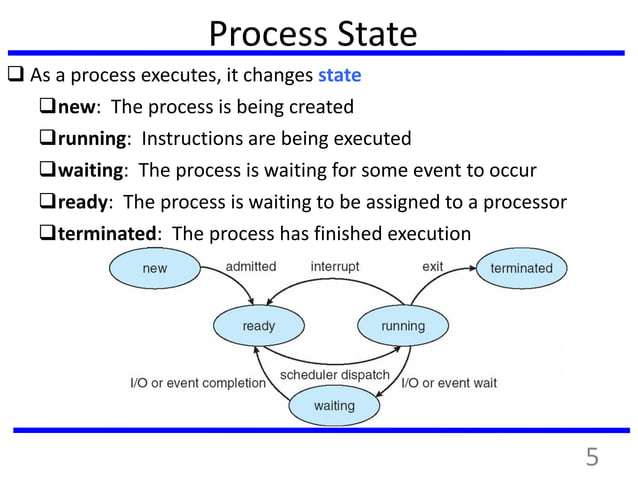 Process State
❑ As a process executes, it changes state
❑new:  The process is being created
❑running:  Instructions are being executed
❑waiting:  The process is waiting for some event to occur
❑ready:  The process is waiting to be assigned to a processor
❑terminated:  The process has finished execution
new admitted interrupt exit terminated
ready running
scheduler dispatch
I/O or event completion I/O or event wait
waiting
5